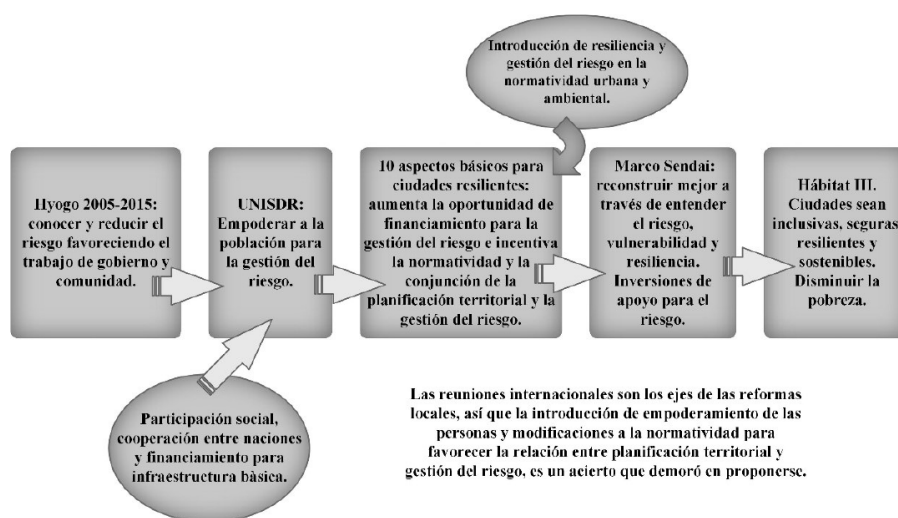 Introducción de resiliencia y
gestión del riesgo en la
normatividad urbana y
ambiental.
Hyogo 2005-2015:
conocer y reducir el
riesgo favoreciendo el
trabajo de gobierno y
comunidad.
UNISDR:
Empoderar a la
población para
la gestión del
riesgo.
10 aspectos básicos para
ciudades resilientes:
aumenta la oportunidad de
financiamiento para la
gestión del riesgo e incentiva
la normatividad y la
conjunción de la
planificación territorial y la
gestión del riesgo.
Marco Sendai:
reconstruir mejor a
través de entender
el riesgo,
vulnerabilidad y
resiliencia.
Inversiones de
apoyo para el
riesgo.
Hábitat III.
Ciudades sean
inclusivas, seguras
resilientes y
sostenibles.
Disminuir la
pobreza.
Participación social,
cooperación entre naciones
y financiamiento para
infraestructura bàsica.
Las reuniones internacionales son los ejes de las reformas
locales, así que la introducción de empoderamiento de las
personas y modificaciones a la normatividad para
favorecer la relación entre planificación territorial y
gestión del riesgo, es un acierto que demoró en proponerse.